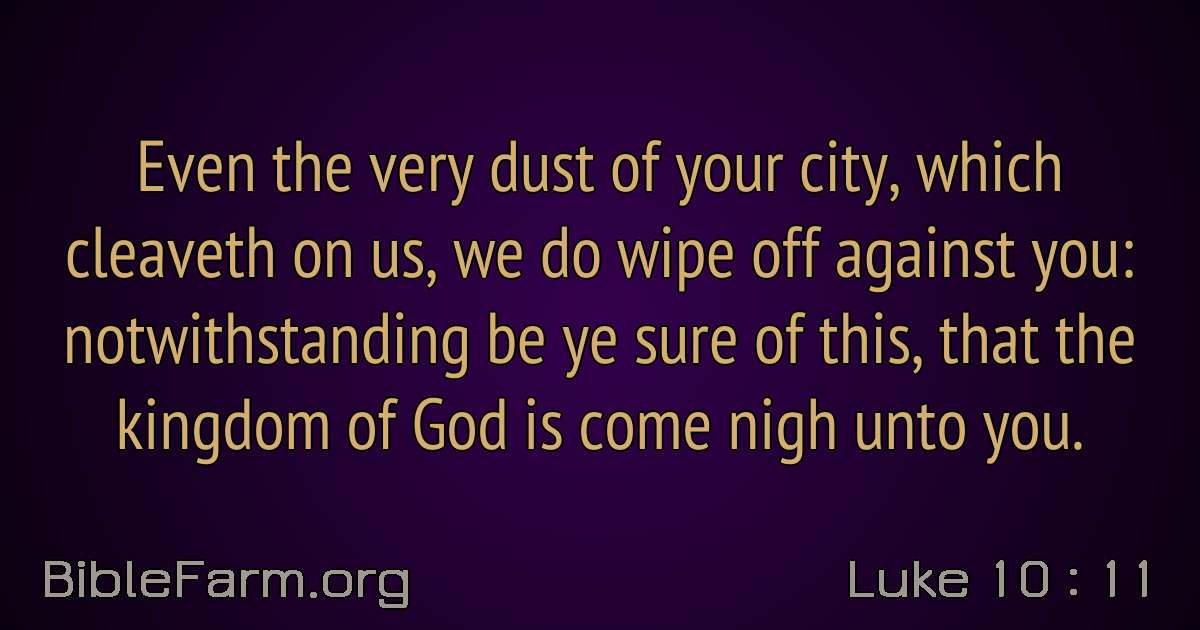 Even the very dust of your city, which
cleaveth on us, we do wipe off against you:
notwithstanding be ye sure of this, that the
kingdom of God is come nigh unto you.
BibleFarm.org
Luke 10 : 11